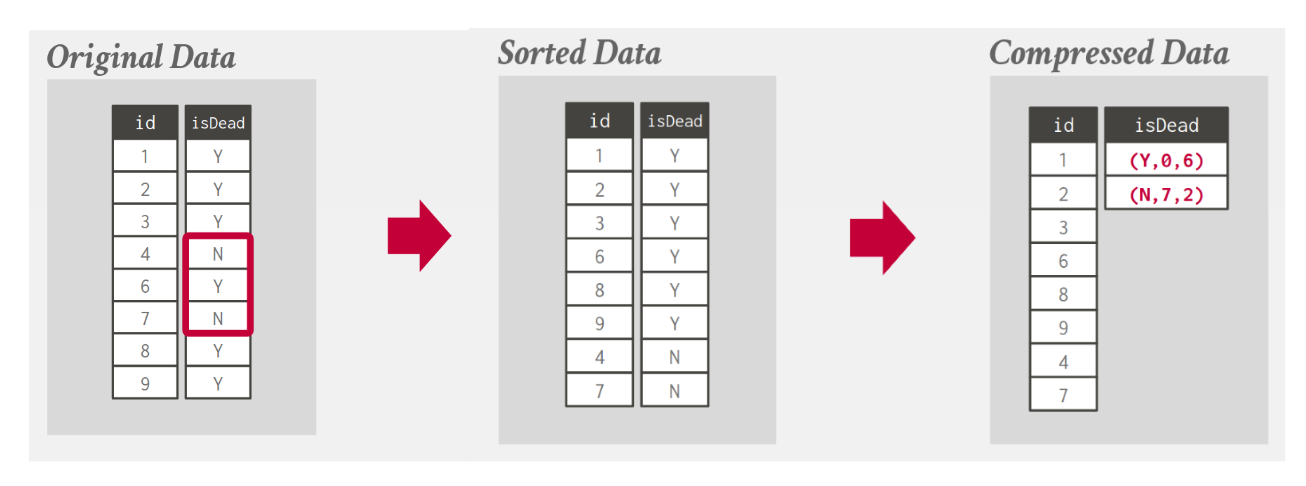 Original Data
id isDead
1 Y
2 Y
3 Y
4 N
6 Y
7 N
8 Y
9 Y
Sorted Data
id isDead
1 Y
2 Y
3 Y
6 Y
8 Y
9 Y
4 N
7 N
Compressed Data
id isDead
1 (Y,0,6)
2 (N,7,2)
3
6
8
9
4
7